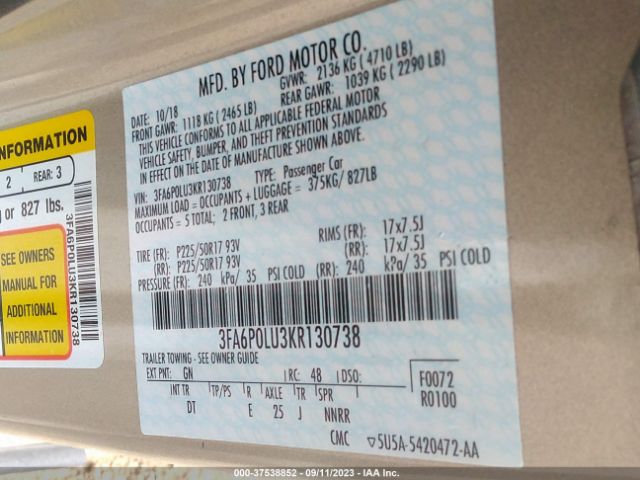 INFORMATION
2 REAR: 3
or 827 lbs.
SEE OWNERS
MANUAL FOR
ADDITIONAL
INFORMATION
3FA6P0LU3KR130738
MFD. BY FORD MOTOR CO.
DATE: 10/18 GVWR: 2136 KG ( 4710 LB)
FRONT GAWR: 1118 KG ( 2465 LB) REAR GAWR: 1039 KG ( 2290 LB)
THIS VEHICLE CONFORMS TO ALL APPLICABLE FEDERAL MOTOR
VEHICLE SAFETY, BUMPER, AND THEFT PREVENTION STANDARDS
IN EFFECT ON THE DATE OF MANUFACTURE SHOWN ABOVE.
VIN: 3FA6P0LU3KR130738 TYPE: Passenger Car
MAXIMUM LOAD = OCCUPANTS + LUGGAGE = 375KG/ 827LB
OCCUPANTS = 5 TOTAL; 2 FRONT, 3 REAR
TIRE (FR): P225/50R17 93V RIMS (FR): 17x7.5J
(RR): P225/50R17 93V (RR): 17x7.5J
PRESSURE (FR): 240 kPa/ 35 PSI COLD (RR): 240 kPa/ 35 PSI COLD
3FA6P0LU3KR130738
TRAILER TOWING - SEE OWNER GUIDE
EXT PNT: GN RC: 48 DSO: F0072
R0100
INT TR TP/PS R AXLE TR SPR
DT E 25 J NNRR
CMC 5U5A-5420472-AA
000-37538852 - 09/11/2023 - IAA Inc.